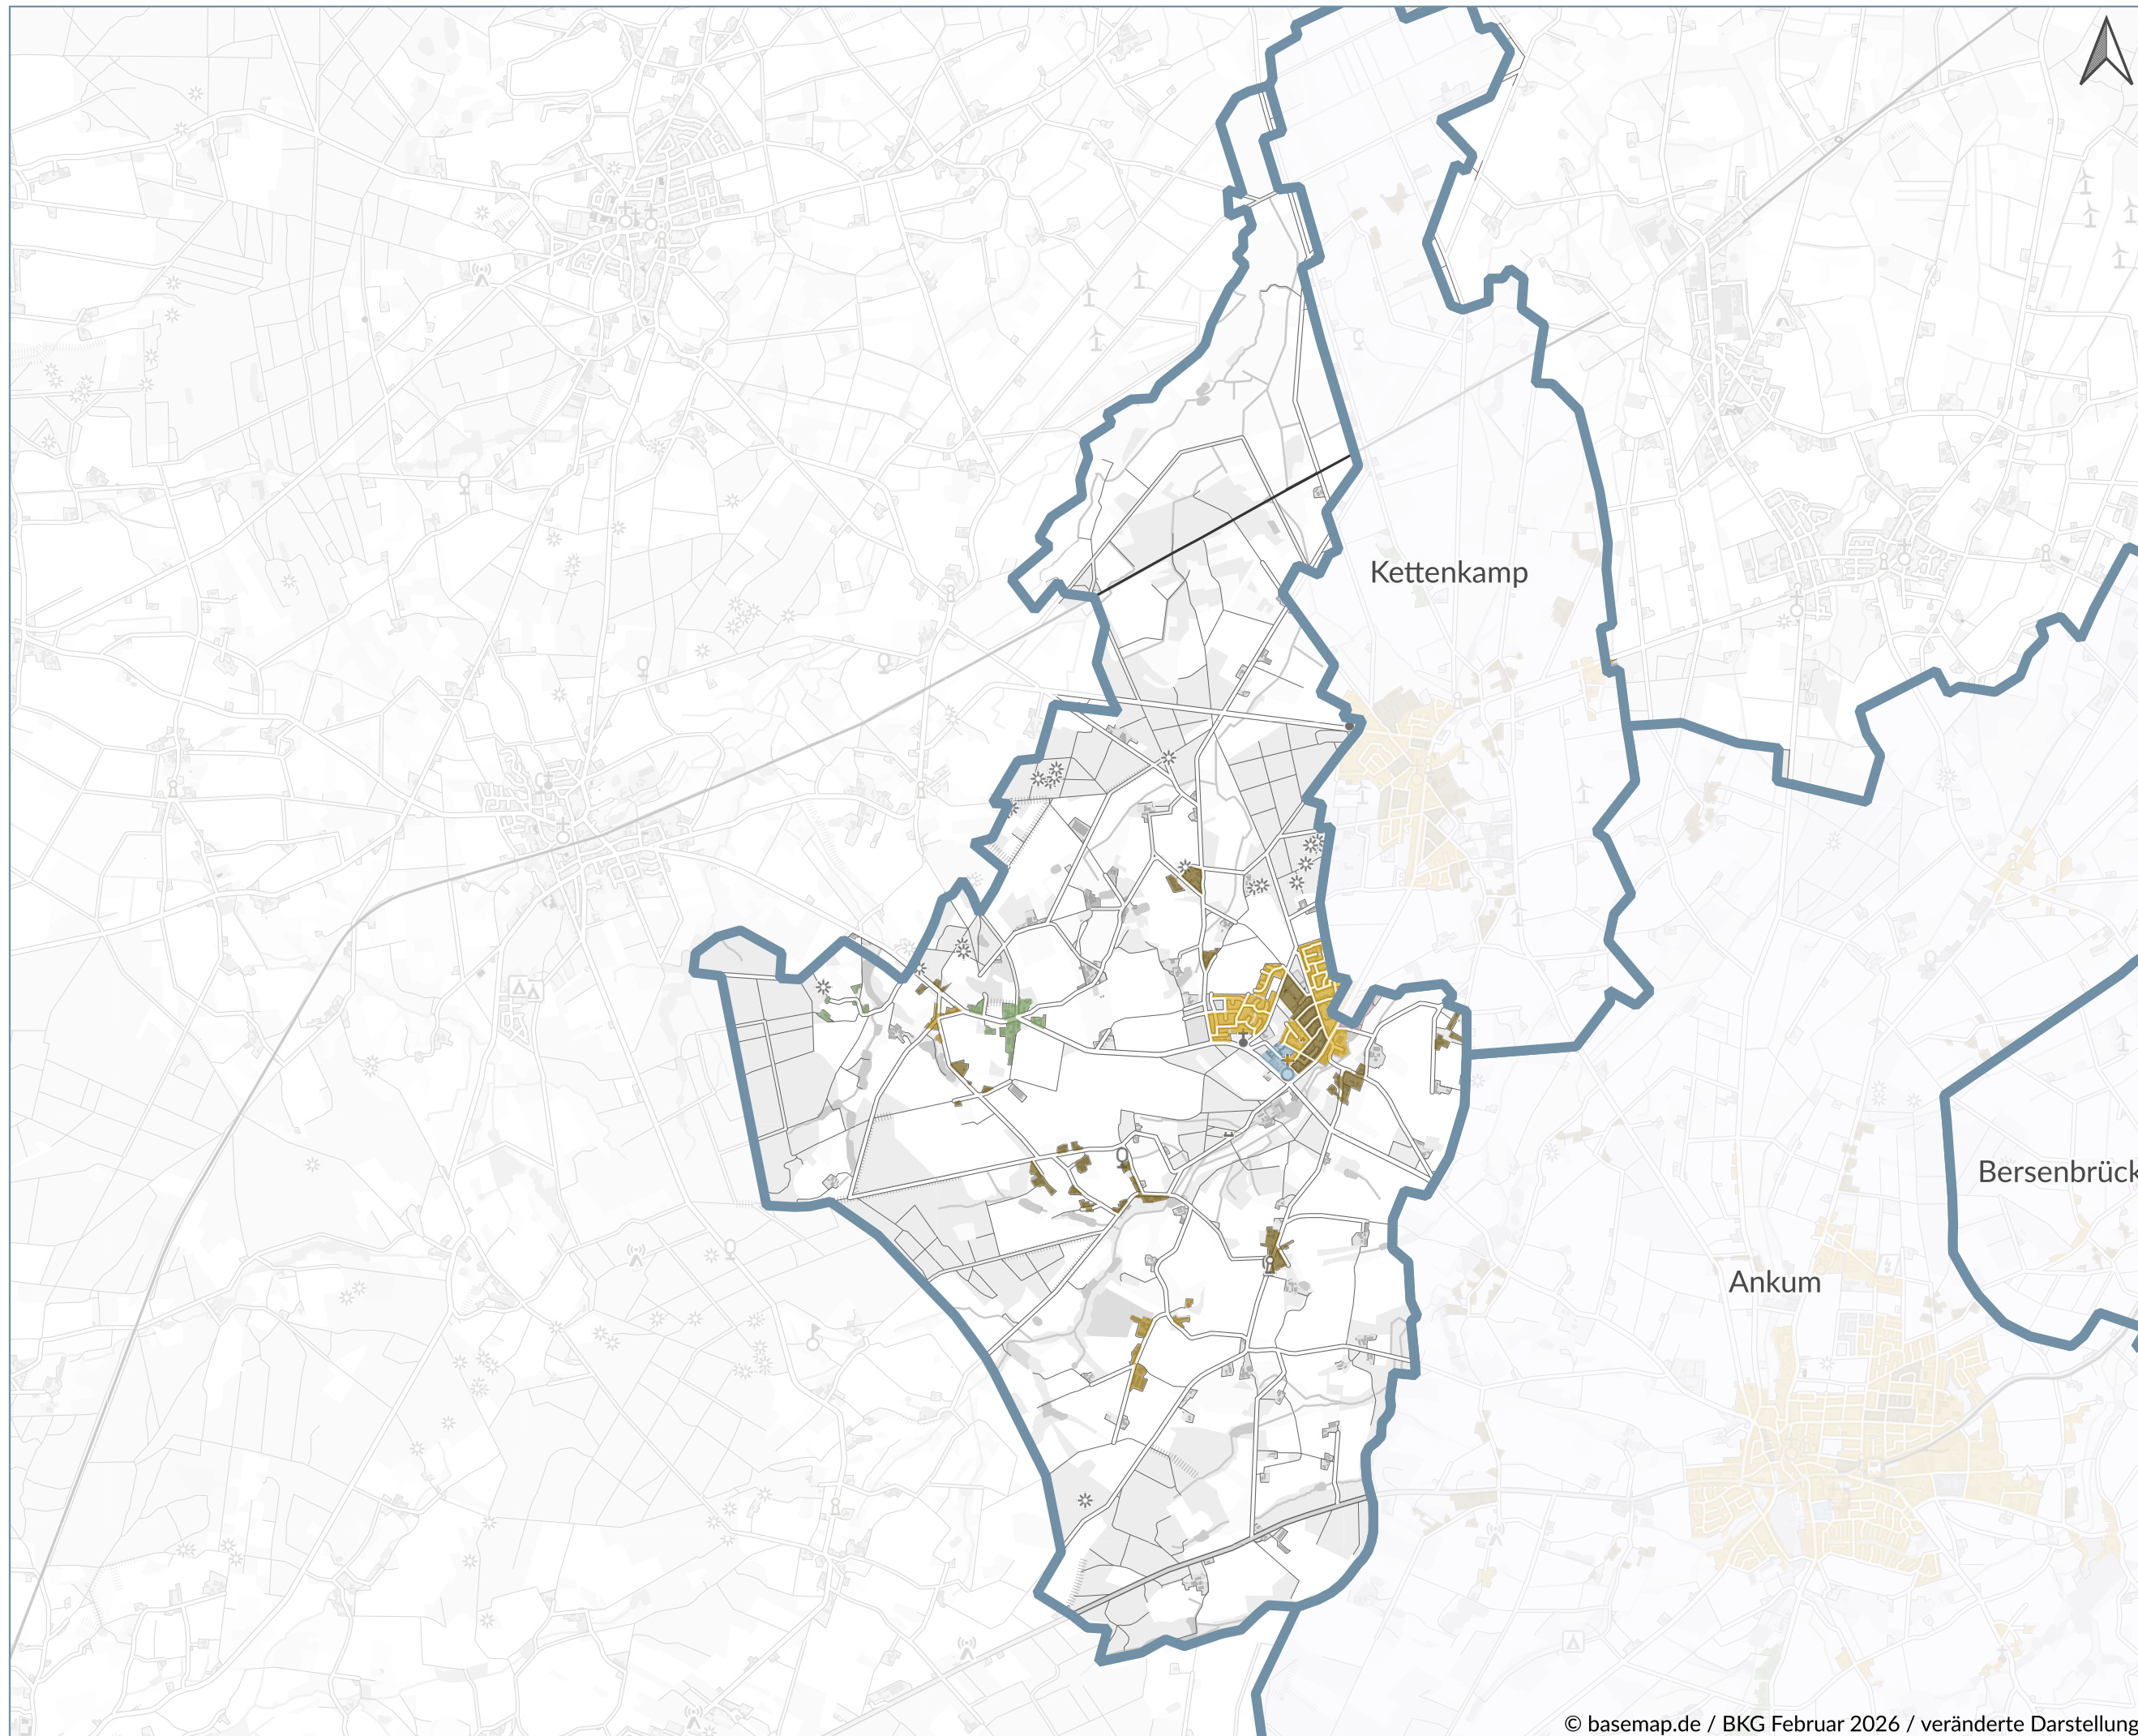 Kettenkamp
Bersenbrück
Ankum
© basemap.de / BKG Februar 2026 / veränderte Darstellung